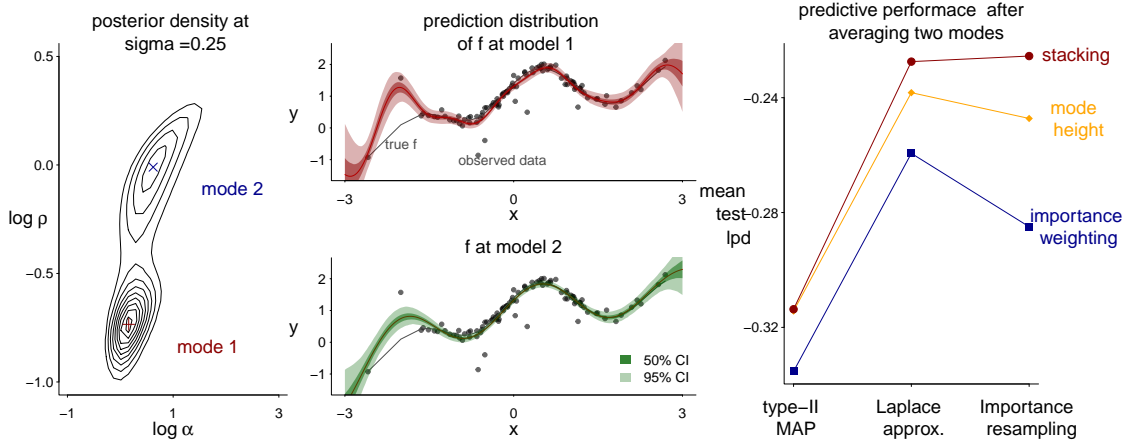 posterior density at
sigma =0.25
0.5
0.0
−0.5
−1.0
log ρ
mode 2
mode 1
−1
1
3
log α
prediction distribution
of f at model 1
2
1
0
−1
y
true f
observed data
−3
0
3
x
f at model 2
2
1
0
−1
y
50% CI
95% CI
−3
0
3
x
predictive performace after
averaging two modes
−0.24
−0.28
−0.32
mean
test
lpd
stacking
mode
height
importance
weighting
type−II
MAP
Laplace
approx.
Importance
resampling